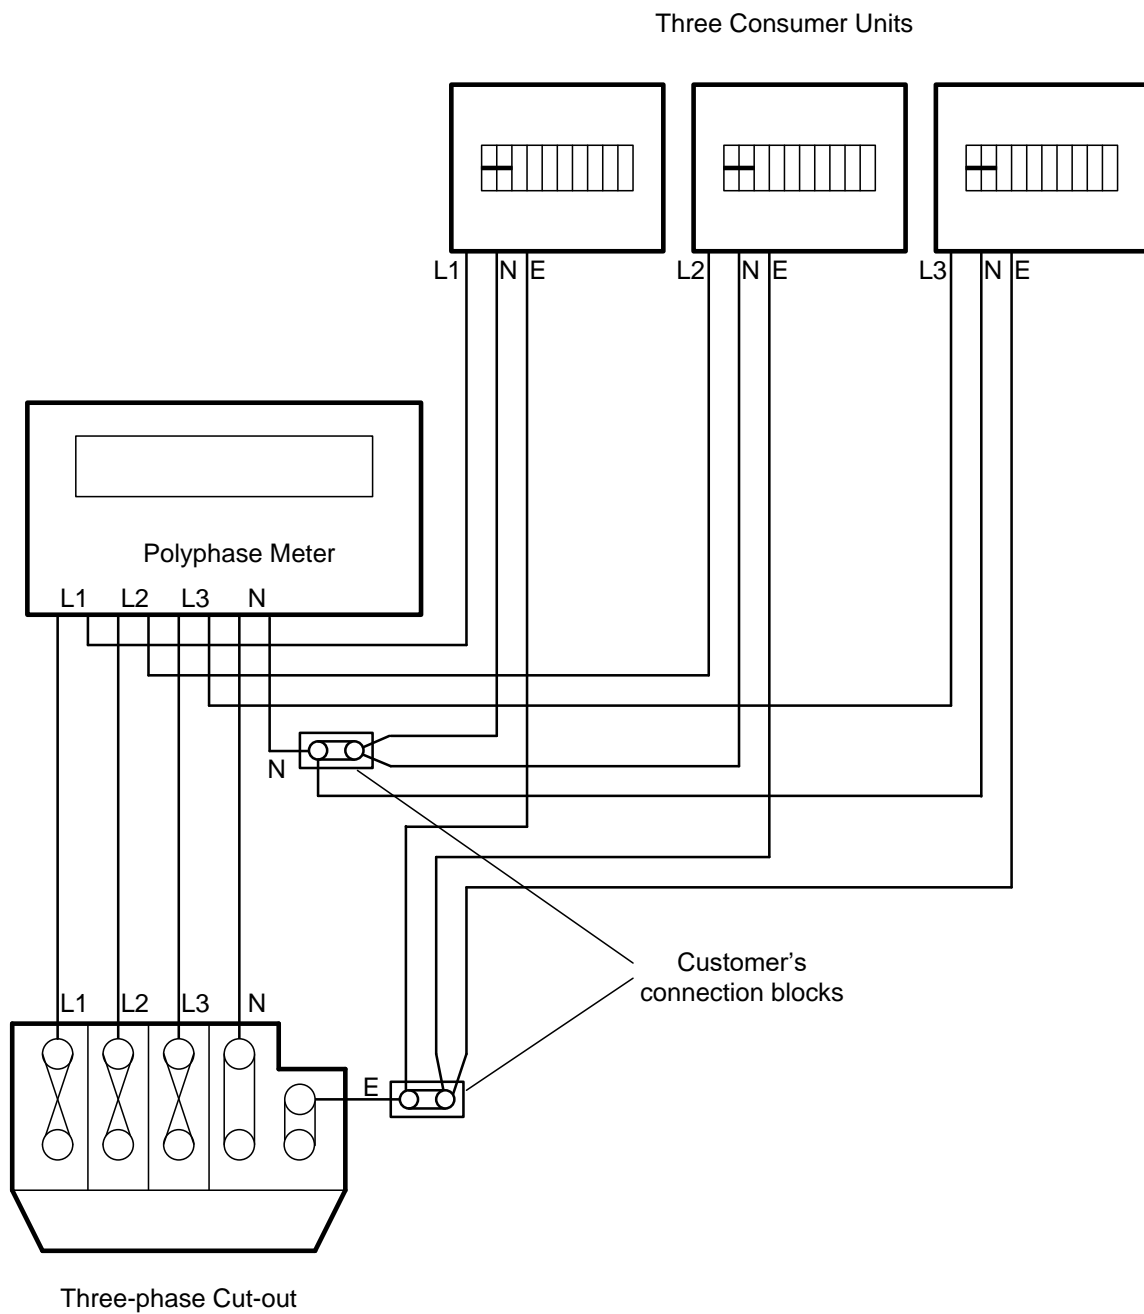 Three Consumer Units
L1 N E L2 N E L3 N E
Polyphase Meter
L1 L2 L3 N
N
Customer’s
connection blocks
L1 L2 L3 N
E
Three-phase Cut-out